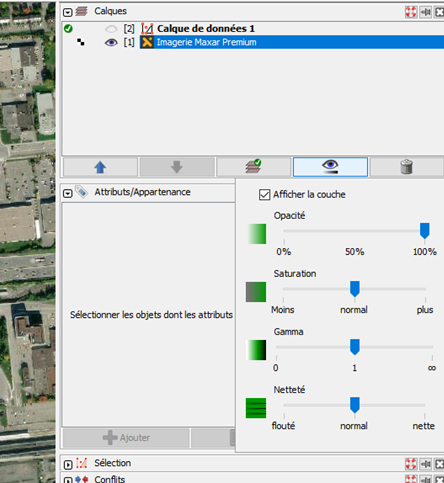 Calques
[2] Calque de données 1
[1] Imagerie Maxar Premium
Attributs/Appartenance
Sélectionner les objets dont les attributs
Ajouter
Afficher la couche
Opacité
0% 50% 100%
Saturation
Moins normal plus
Gamma
0 1 ∞
Netteté
flouté normal nette
Sélection
Conflits